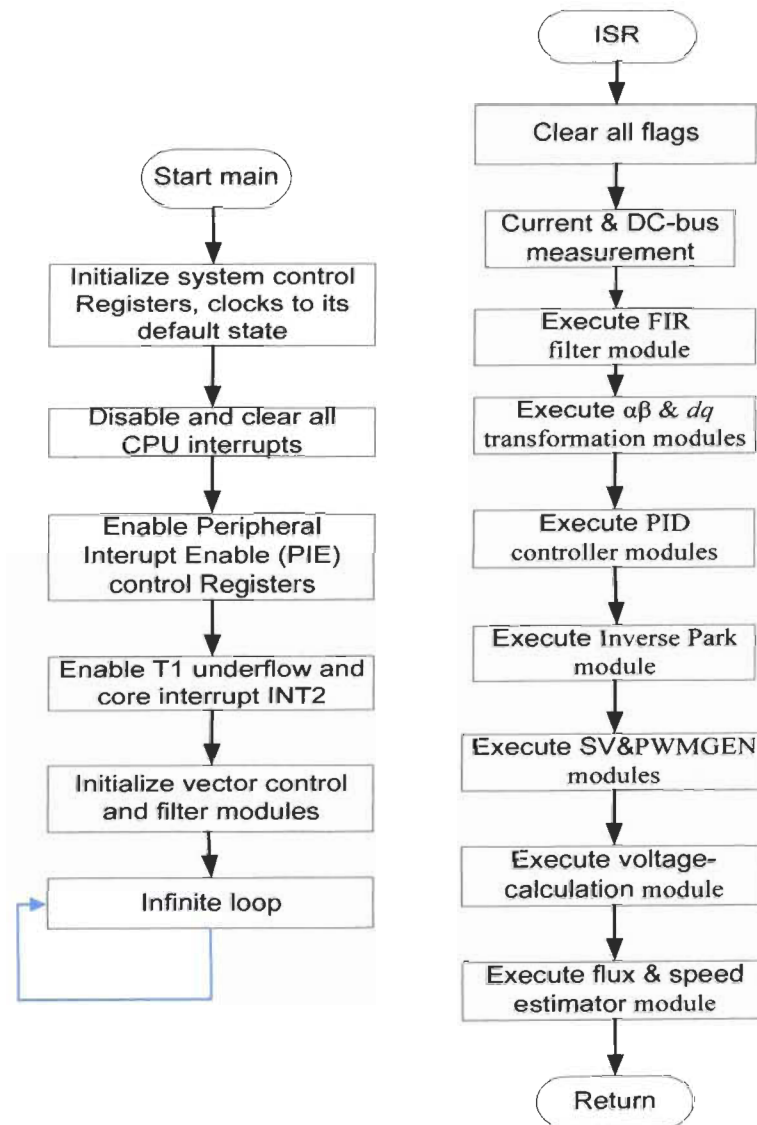 Start main
Initialize system control
Registers, clocks to its
default state
Disable and clear all
CPU interrupts
Enable Peripheral
Interupt Enable (PIE)
control Registers
Enable T1 underflow and
core interrupt INT2
Initialize vector control
and filter modules
Infinite loop
ISR
Clear all flags
Current & DC-bus
measurement
Execute FIR
filter module
Execute αβ & dq
transformation modules
Execute PID
controller modules
Execute Inverse Park
module
Execute SV&PWMGEN
modules
Execute voltage-
calculation module
Execute flux & speed
estimator module
Return